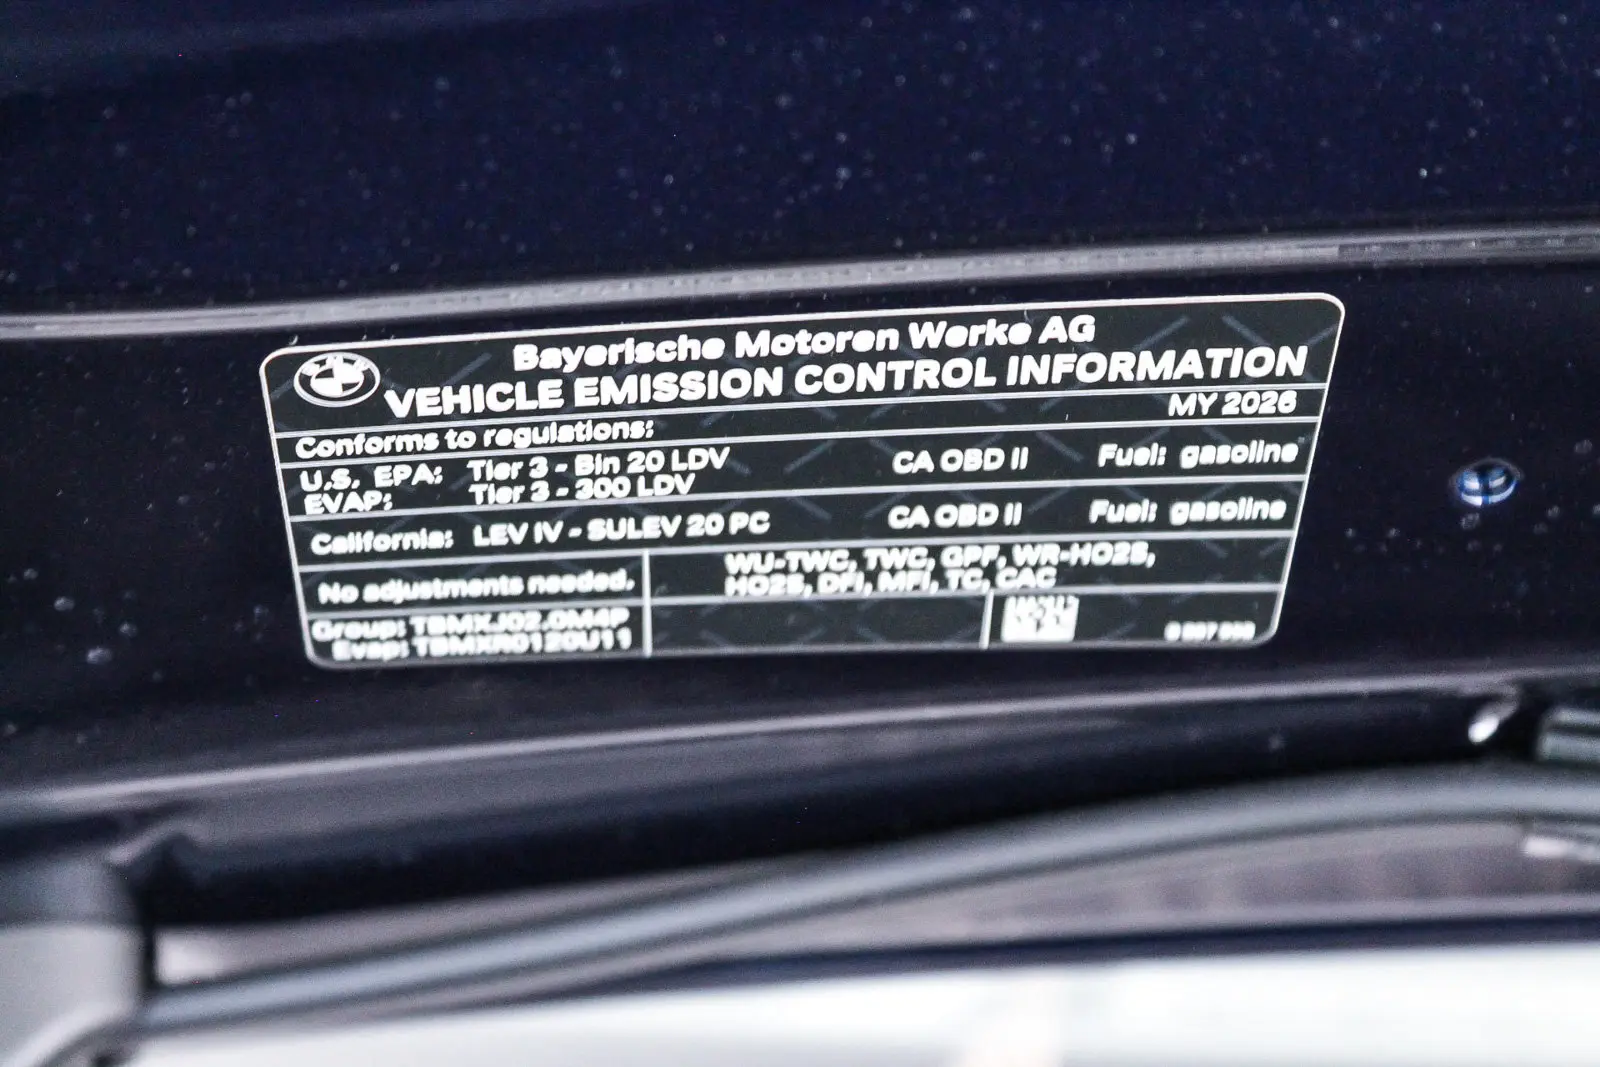 Bayerische Motoren Werke AG
VEHICLE EMISSION CONTROL INFORMATION
MY 2026
Conforms to regulations:
U.S. EPA: Tier 3 - Bin 20 LDV CA OBD II Fuel: gasoline
EVAP: Tier 3 - 300 LDV
California: LEV IV - SULEV 20 PC CA OBD II Fuel: gasoline
No adjustments needed.
WU-TWC, TWC, GPF, WR-HO2S,
HO2S, DFI, MFI, TC, CAC
Group: TBMXJ02.0M4P
Evap: TBMXR0120U11